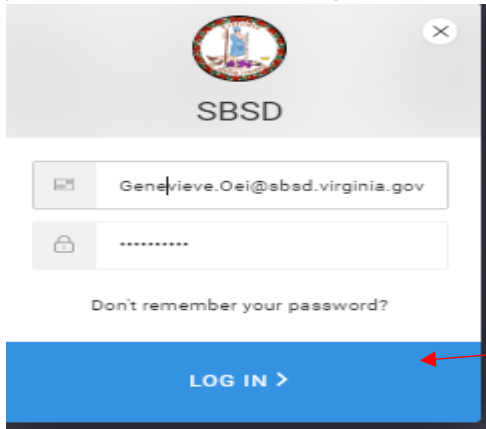 SBSD
Genevieve.Oei@sbsd.virginia.gov
••••••••••
Don't remember your password?
LOG IN >